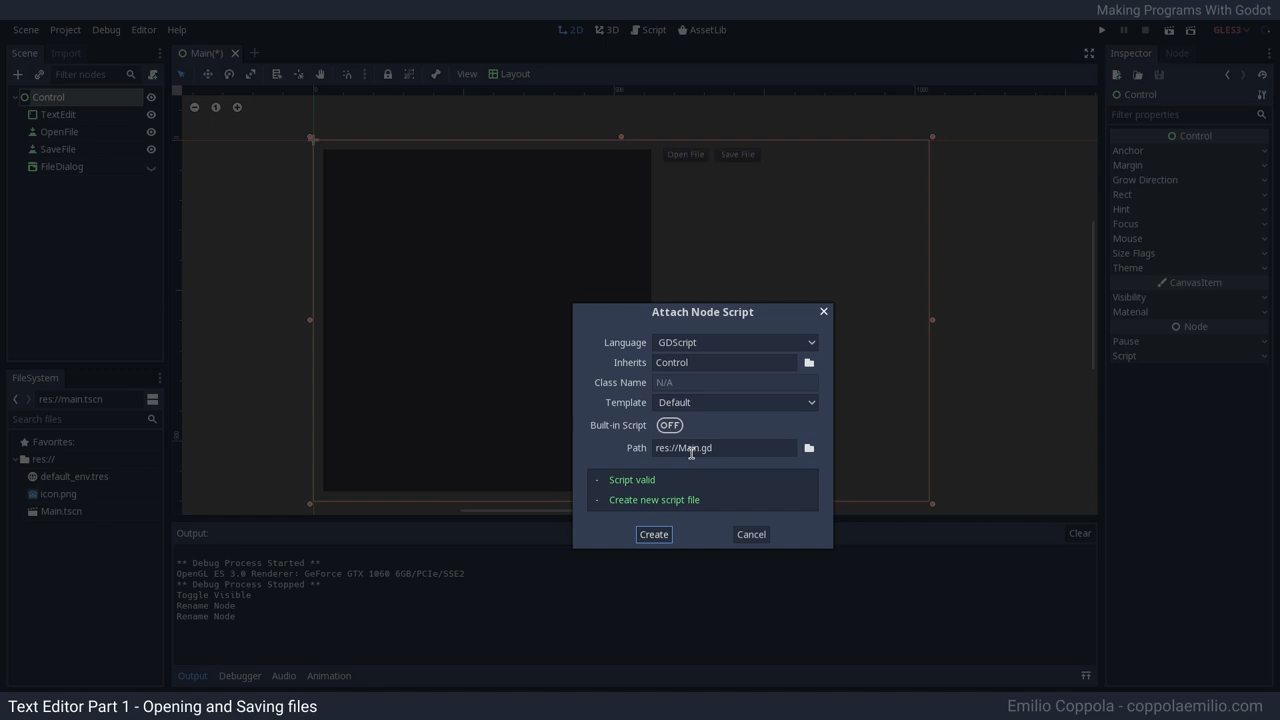 Making Programs With Godot
Scene Project Debug Editor Help
2D 3D Script AssetLib
GLES3
Scene Import
Filter nodes
Control
TextEdit
OpenFile
SaveFile
FileDialog
FileSystem
res://main.tscn
Search files
Favorites:
res://
default_env.tres
icon.png
Main.tscn
Main(*)
View Layout
0 500 1000
Open File Save File
Attach Node Script
Language GDScript
Inherits Control
Class Name N/A
Template Default
Built-in Script OFF
Path res://Main.gd
- Script valid
- Create new script file
Create Cancel
Output:
Clear
** Debug Process Started **
OpenGL ES 3.0 Renderer: GeForce GTX 1060 6GB/PCIe/SSE2
** Debug Process Stopped **
Toggle Visible
Rename Node
Rename Node
Output Debugger Audio Animation
Inspector Node
Control
Filter properties
Control
Anchor
Margin
Grow Direction
Rect
Hint
Focus
Mouse
Size Flags
Theme
CanvasItem
Visibility
Material
Node
Pause
Script
Text Editor Part 1 - Opening and Saving files
Emilio Coppola - coppolaemilio.com